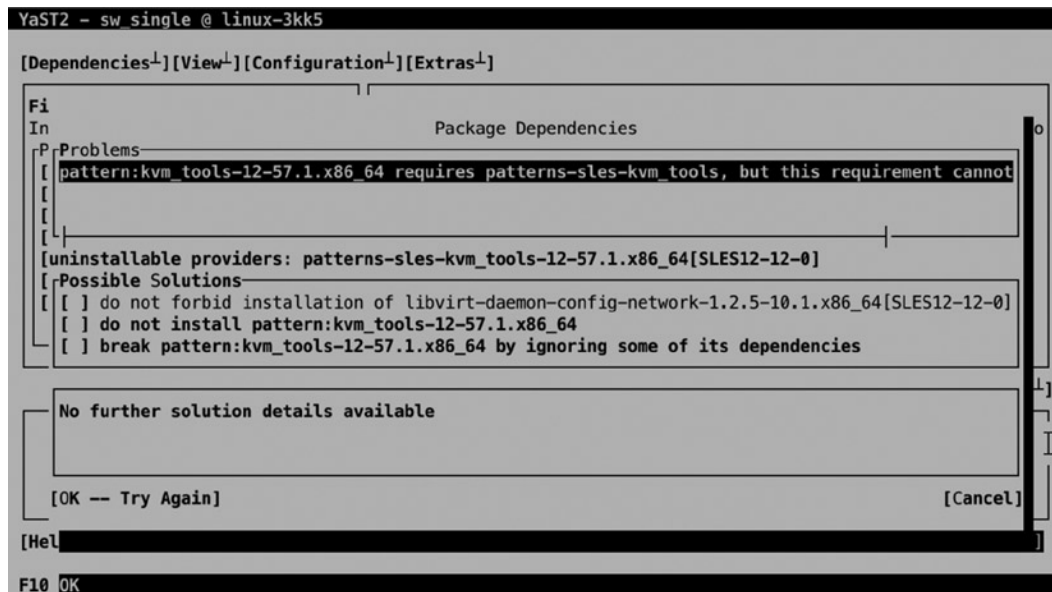 YaST2 - sw_single @ linux-3kk5
[Dependencies┴][View┴][Configuration┴][Extras┴]
Fi
In Package Dependencies o
P Problems
[ pattern:kvm_tools-12-57.1.x86_64 requires patterns-sles-kvm_tools, but this requirement cannot
[
[
[
[uninstallable providers: patterns-sles-kvm_tools-12-57.1.x86_64[SLES12-12-0]
[ Possible Solutions
[ [ ] do not forbid installation of libvirt-daemon-config-network-1.2.5-10.1.x86_64[SLES12-12-0]
[ ] do not install pattern:kvm_tools-12-57.1.x86_64
[ ] break pattern:kvm_tools-12-57.1.x86_64 by ignoring some of its dependencies
┴]
No further solution details available
[OK -- Try Again] [Cancel]
[Hel ]
F10 OK